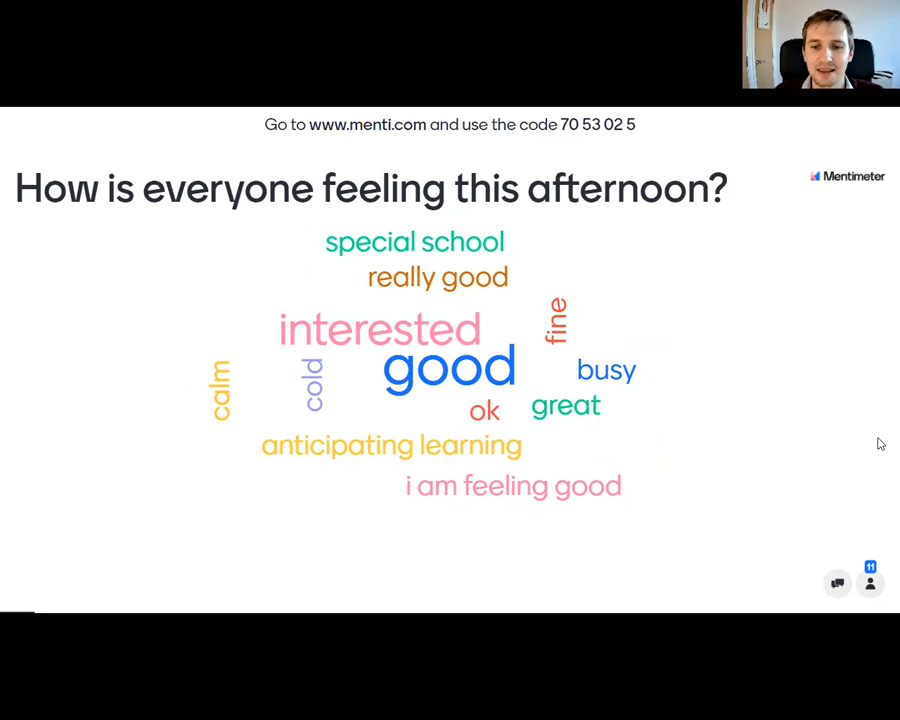 Go to www.menti.com and use the code 70 53 02 5
How is everyone feeling this afternoon?
Mentimeter
special school
really good
interested
fine
good
busy
calm
cold
ok
great
anticipating learning
i am feeling good
11